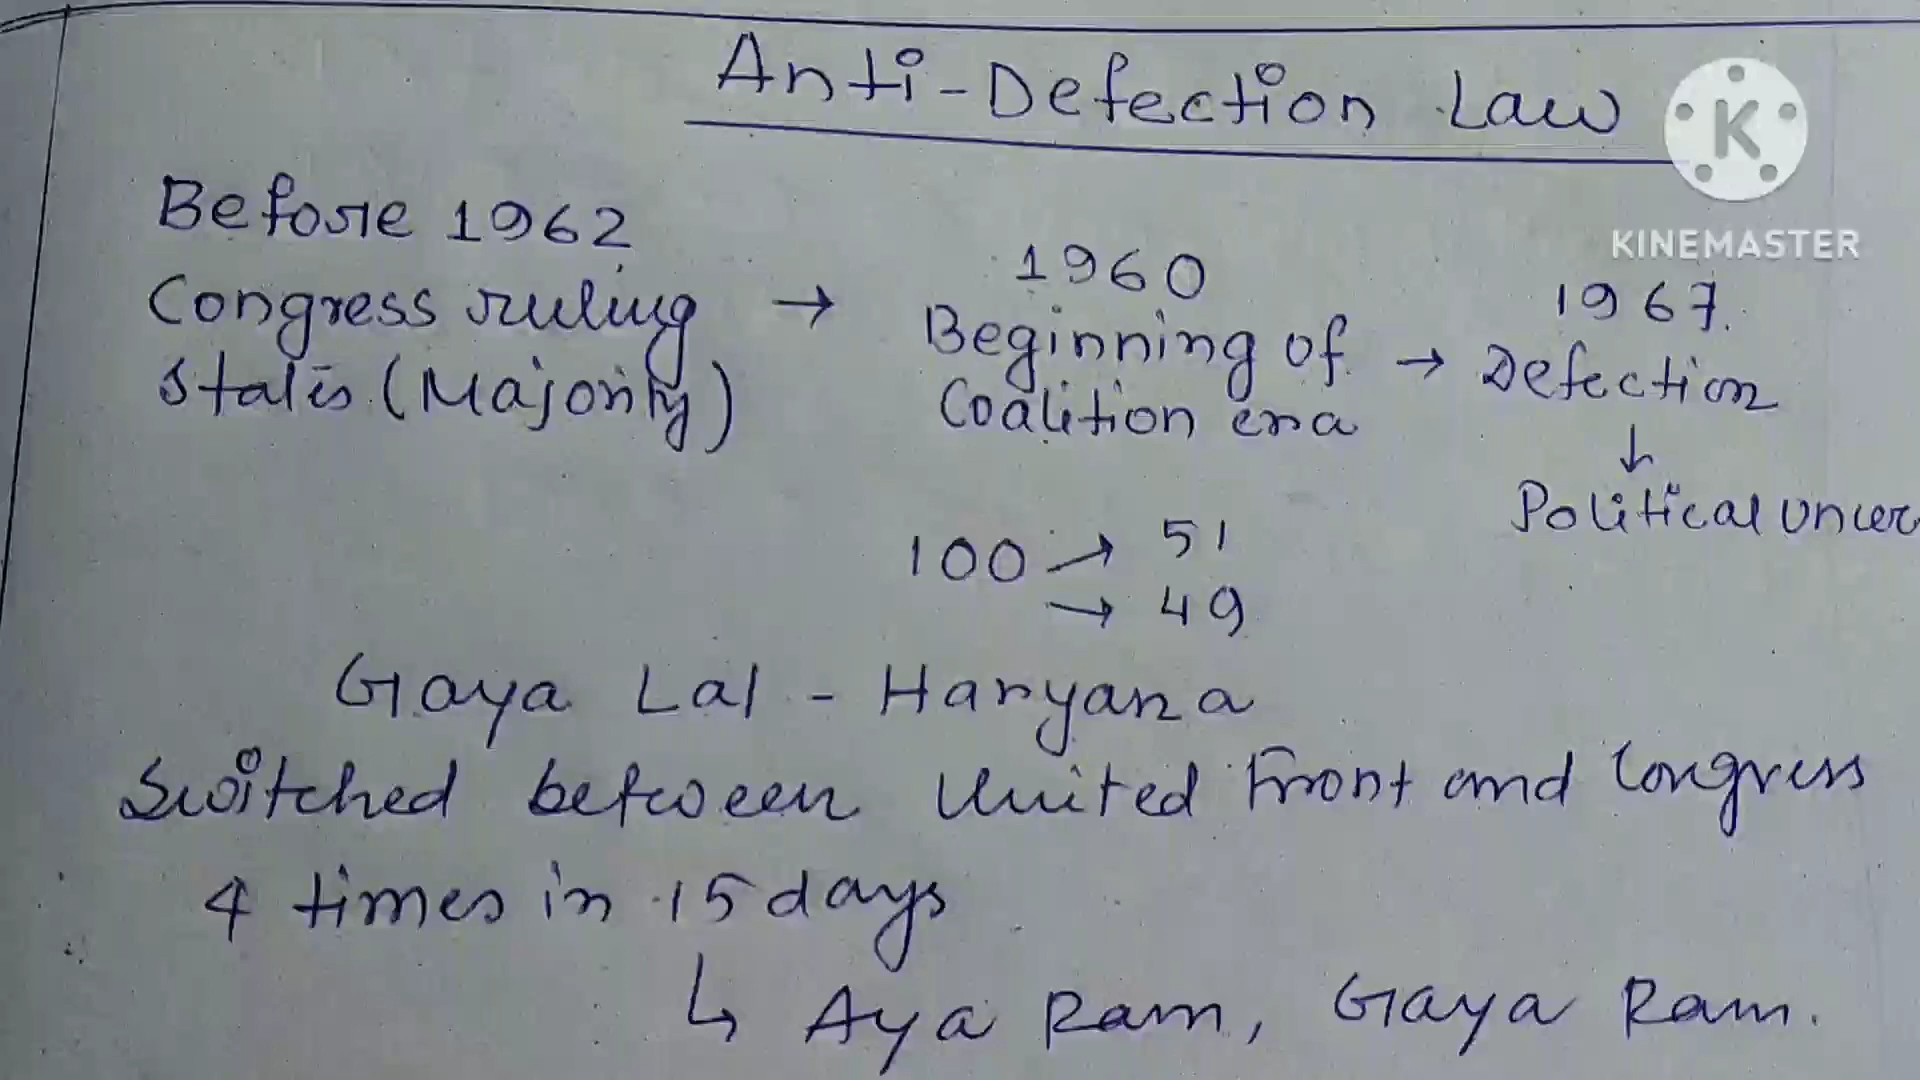 Anti-Defection Law
K
KINEMASTER
Before 1962
Congress ruling
states (Majority)
→
1960
Beginning of
Coalition era
→
1967.
Defection
↓
Political uncer
100 → 51
→ 49
Gaya Lal - Haryana
Switched between United Front and Congress
4 times in 15 days
↳ Aya Ram, Gaya Ram.